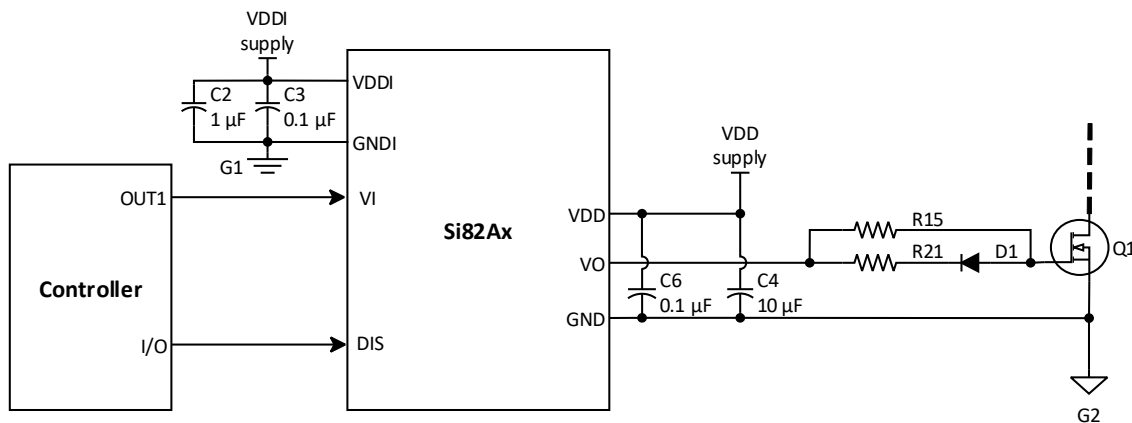 VDDI
supply
C2
1 µF
C3
0.1 µF
VDDI
GNDI
G1
OUT1
VI
Controller
I/O
DIS
Si82Ax
VDD
VO
GND
VDD
supply
C6
0.1 µF
C4
10 µF
R15
R21
D1
Q1
G2